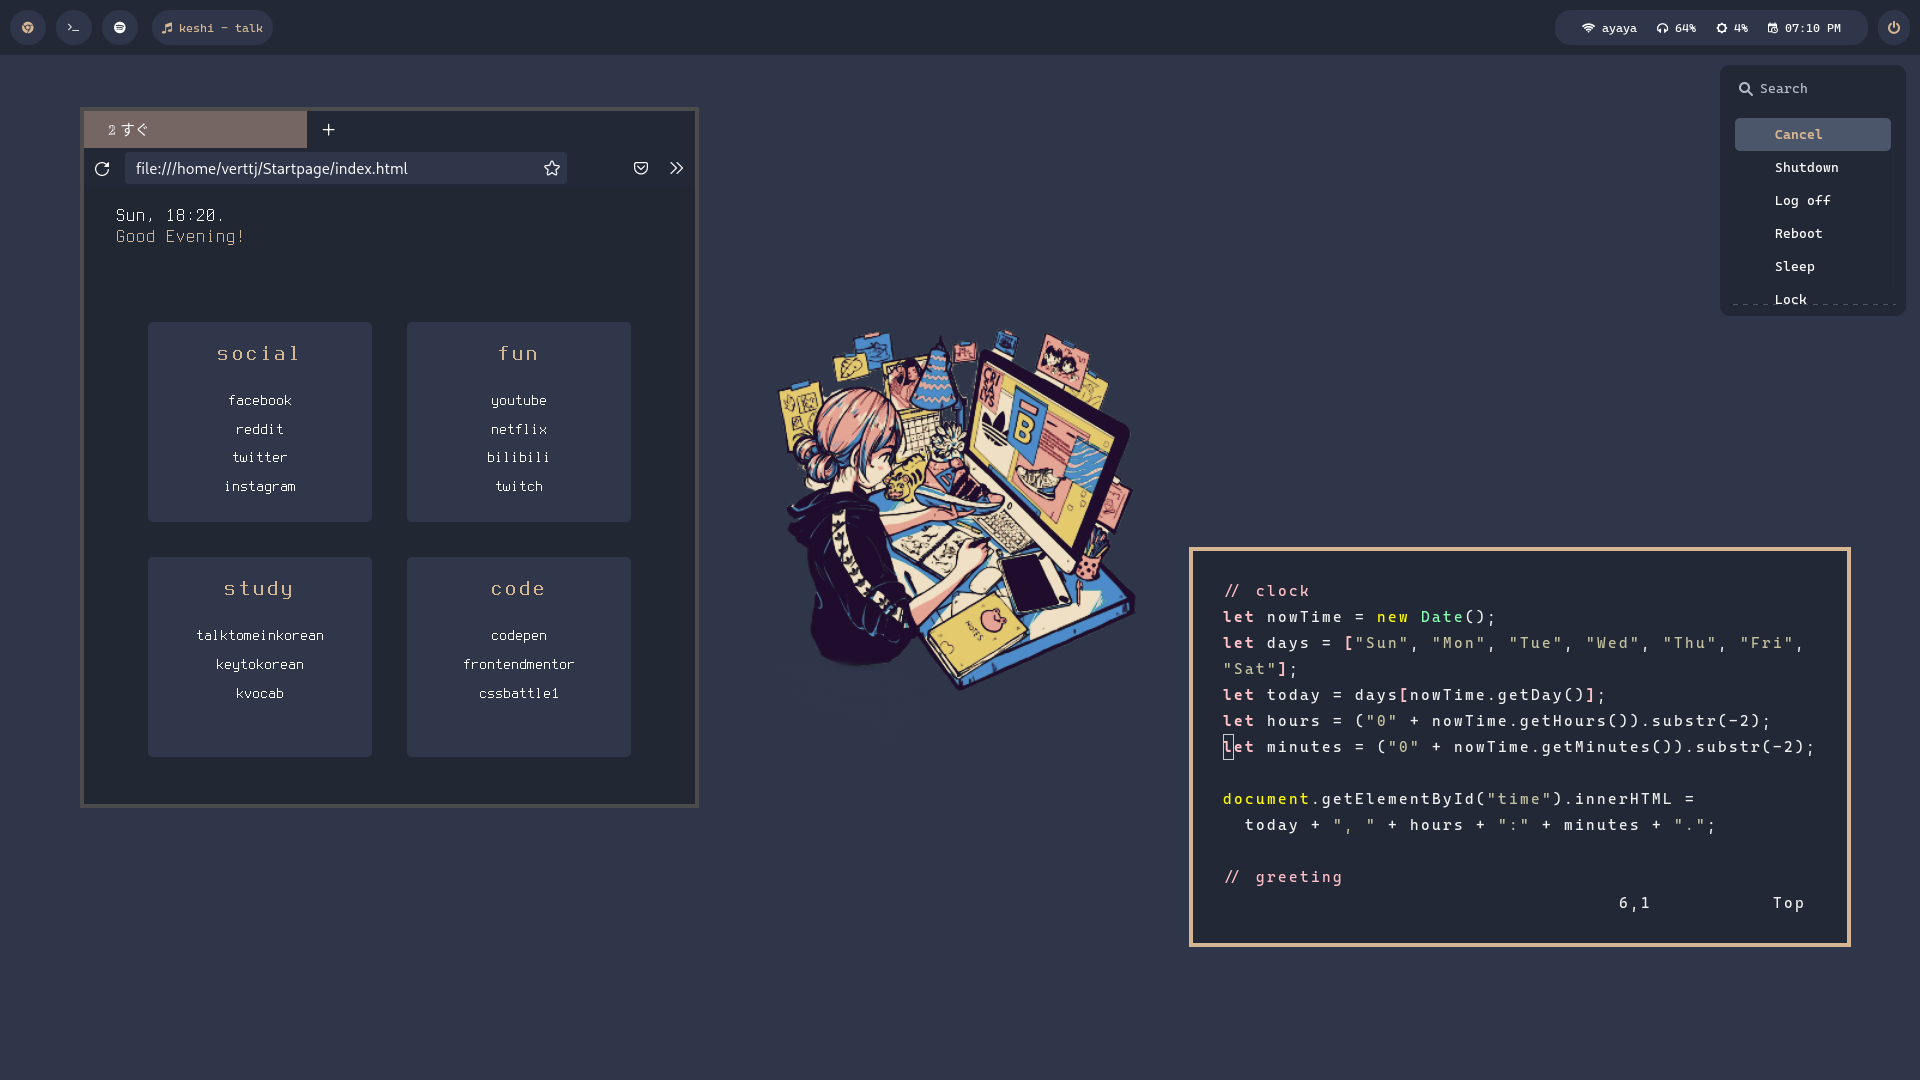 keshi - talk
ayaya 64% 4% 07:10 PM
Search
Cancel
Shutdown
Log off
Reboot
Sleep
Lock
2 すぐ
file:///home/verttj/Startpage/index.html
Sun, 18:20.
Good Evening!
social
facebook
reddit
twitter
instagram
fun
youtube
netflix
bilibili
twitch
study
talktomeinkorean
keytokorean
kvocab
code
codepen
frontendmentor
cssbattle1
B
NOTES
// clock
let nowTime = new Date();
let days = ["Sun", "Mon", "Tue", "Wed", "Thu", "Fri",
"Sat"];
let today = days[nowTime.getDay()];
let hours = ("0" + nowTime.getHours()).substr(-2);
let minutes = ("0" + nowTime.getMinutes()).substr(-2);
document.getElementById("time").innerHTML =
today + ", " + hours + ":" + minutes + ".";
// greeting
6,1 Top